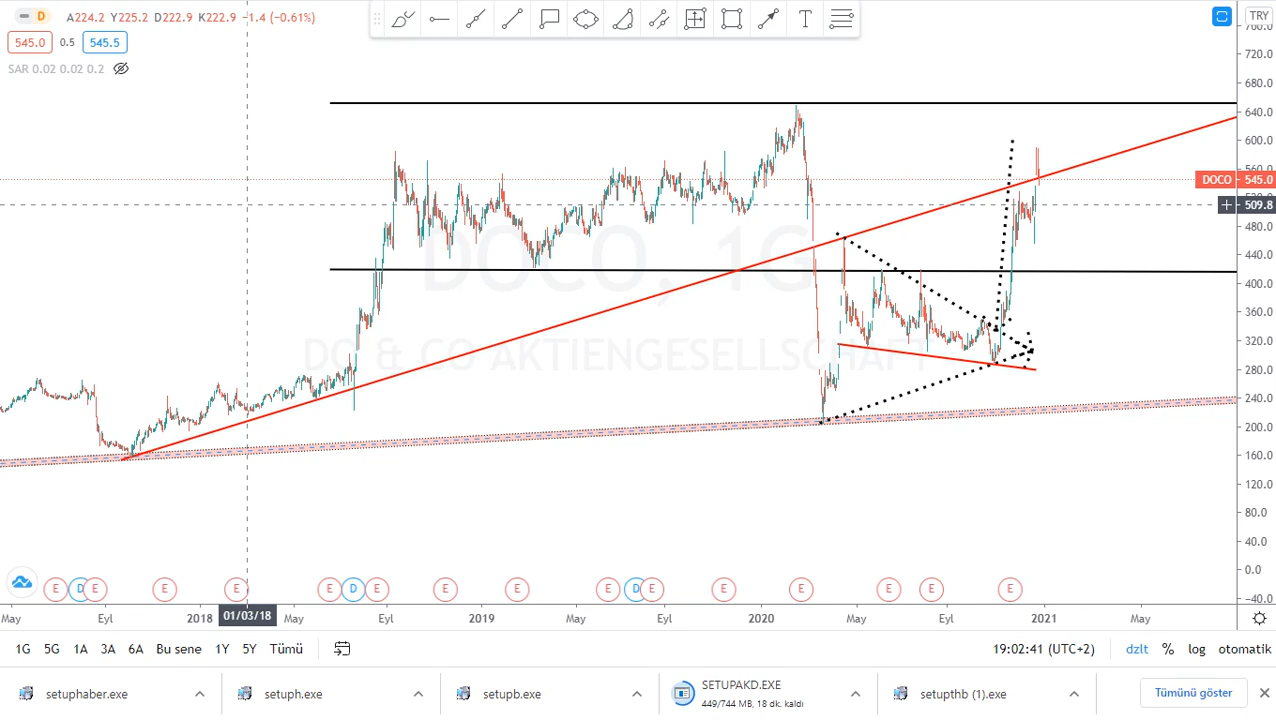 D A224.2 Y225.2 D222.9 K222.9 −1.4 (−0.61%)
545.0 0.5 545.5
SAR 0.02 0.02 0.2
T
TRY
760.0
720.0
680.0
640.0
600.0
560.0
DOCO 545.0
520.0
509.8
480.0
440.0
400.0
360.0
320.0
280.0
240.0
200.0
160.0
120.0
80.0
40.0
0.0
−40.0
DOCO, 1G
DO & CO AKTIENGESELLSCHAFT
E D E E E E D E E E E D E E E E E E
May Eyl 2018 01/03/18 May Eyl 2019 May Eyl 2020 May Eyl 2021 May
1G 5G 1A 3A 6A Bu sene 1Y 5Y Tümü 19:02:41 (UTC+2) dzlt % log otomatik
setuphaber.exe setuph.exe setupb.exe SETUPAKD.EXE setupthb (1).exe Tümünü göster
449/744 MB, 18 dk. kaldı